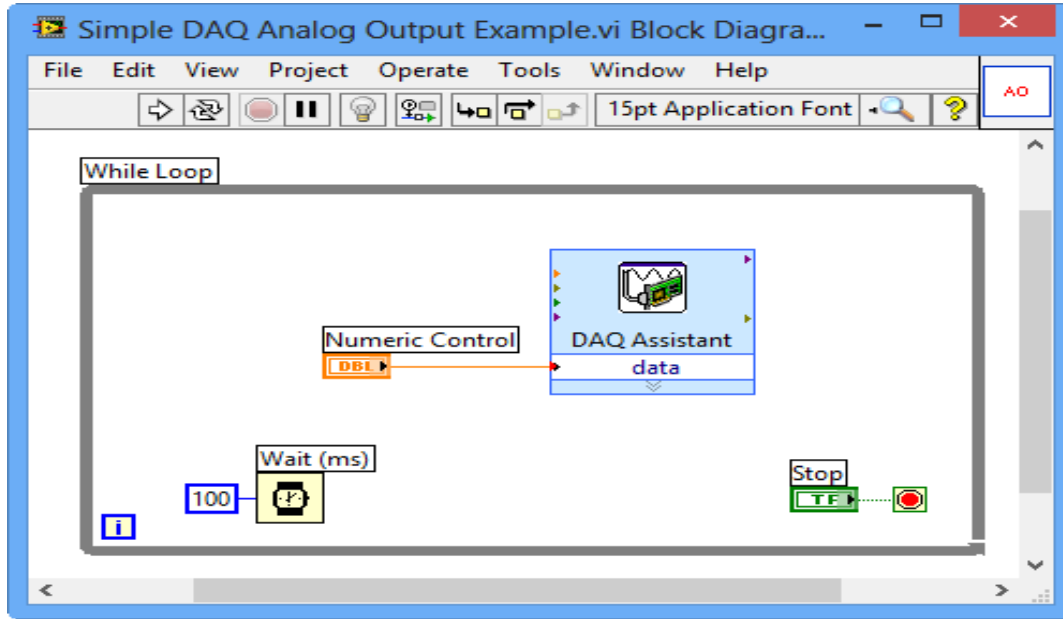 Simple DAQ Analog Output Example.vi Block Diagra...
File Edit View Project Operate Tools Window Help
15pt Application Font
?
AO
While Loop
Numeric Control
DBL
DAQ Assistant
data
Wait (ms)
100
i
Stop
TF